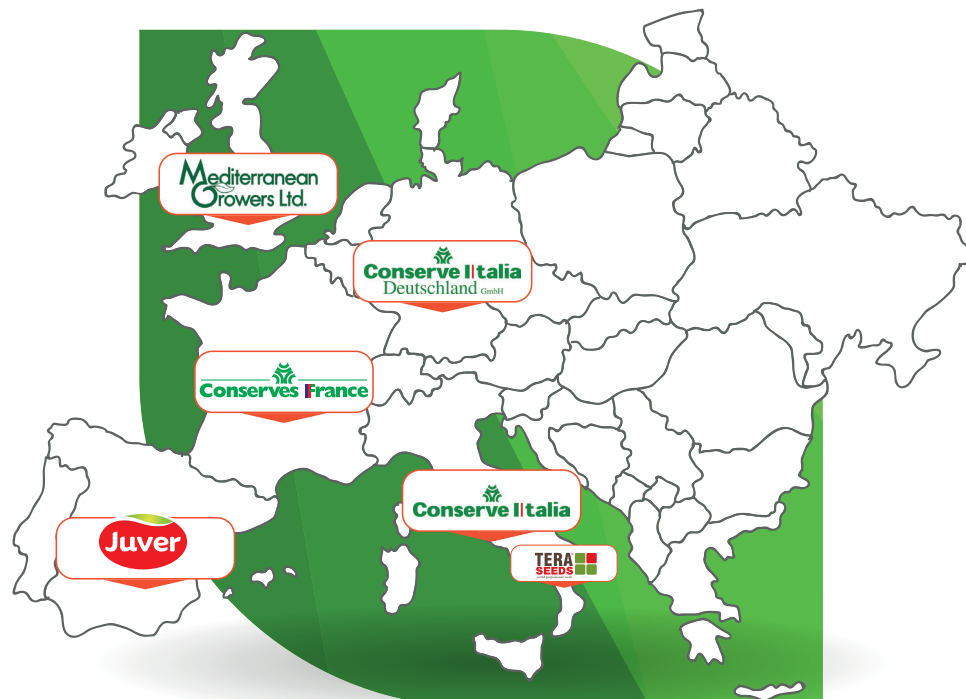 Mediterranean
Growers Ltd.
Conserve Italia
Deutschland GmbH
Conserves France
Conserve Italia
Juver
TERA
SEEDS